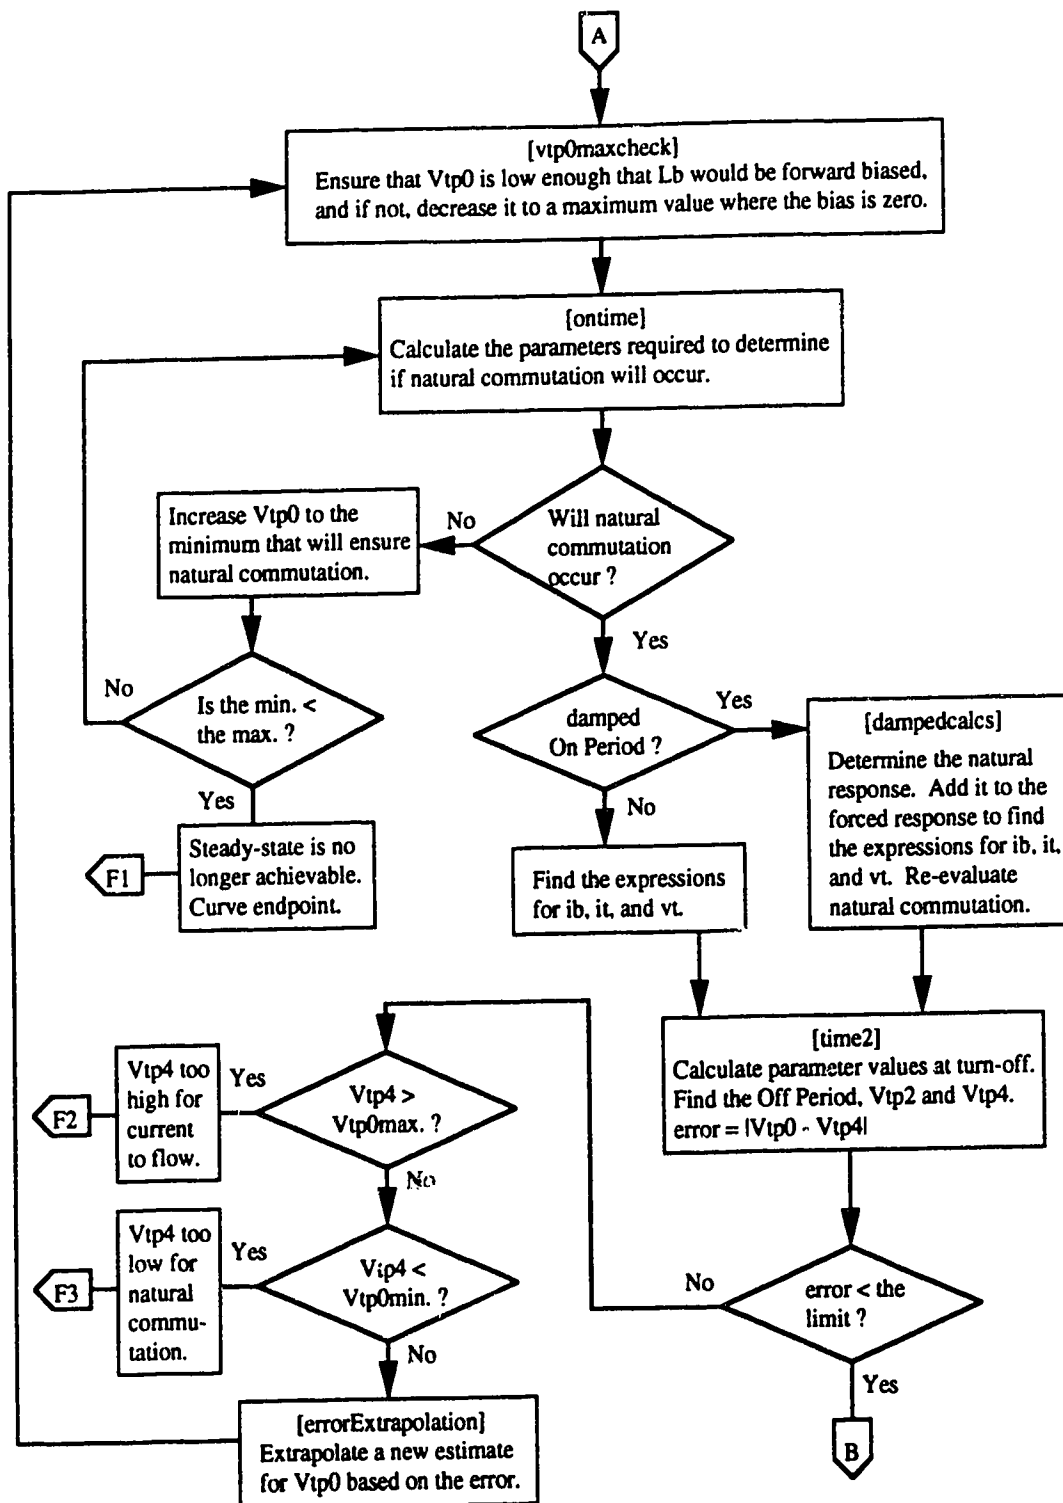 A
[vtp0maxcheck]
Ensure that Vtp0 is low enough that Lb would be forward biased,
and if not, decrease it to a maximum value where the bias is zero.
[ontime]
Calculate the parameters required to determine
if natural commutation will occur.
Will natural
commutation
occur ?
No
Increase Vtp0 to the
minimum that will ensure
natural commutation.
Yes
Is the min. <
the max. ?
No
Yes
Steady-state is no
longer achievable.
Curve endpoint.
F1
damped
On Period ?
Yes
No
[dampedcalcs]
Determine the natural
response. Add it to the
forced response to find
the expressions for ib, it,
and vt. Re-evaluate
natural commutation.
Find the expressions
for ib, it, and vt.
[time2]
Calculate parameter values at turn-off.
Find the Off Period, Vtp2 and Vtp4.
error = |Vtp0 - Vtp4|
error < the
limit ?
No
Yes
B
Vtp4 >
Vtp0max. ?
Yes
Vtp4 too
high for
current
to flow.
F2
No
Vtp4 <
Vtp0min. ?
Yes
Vtp4 too
low for
natural
commu-
tation.
F3
No
[errorExtrapolation]
Extrapolate a new estimate
for Vtp0 based on the error.